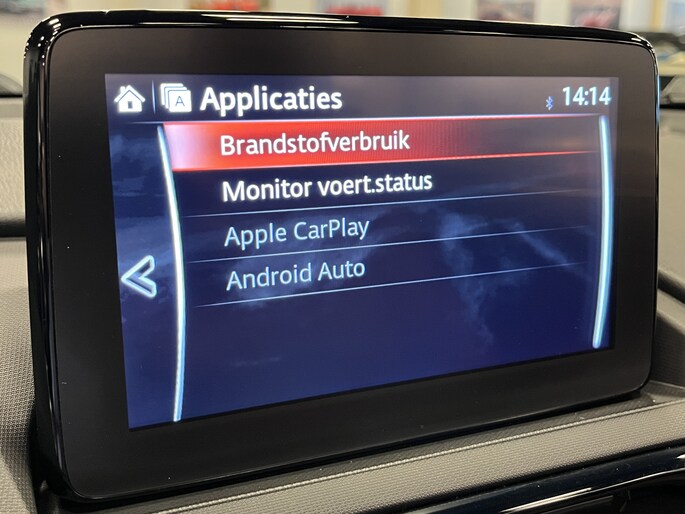 A Applicaties 14:14
Brandstofverbruik
Monitor voert.status
Apple CarPlay
Android Auto